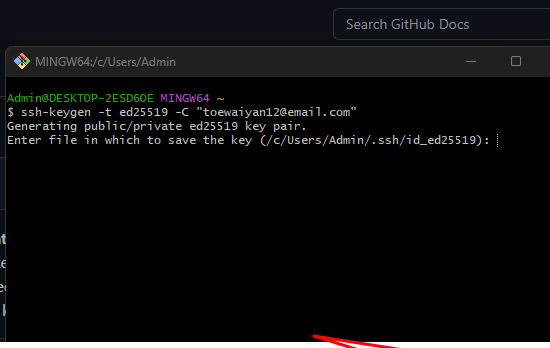 Search GitHub Docs
MINGW64:/c/Users/Admin
Admin@DESKTOP-2ESD6OE MINGW64 ~
$ ssh-keygen -t ed25519 -C "toewaiyan12@email.com"
Generating public/private ed25519 key pair.
Enter file in which to save the key (/c/Users/Admin/.ssh/id_ed25519):